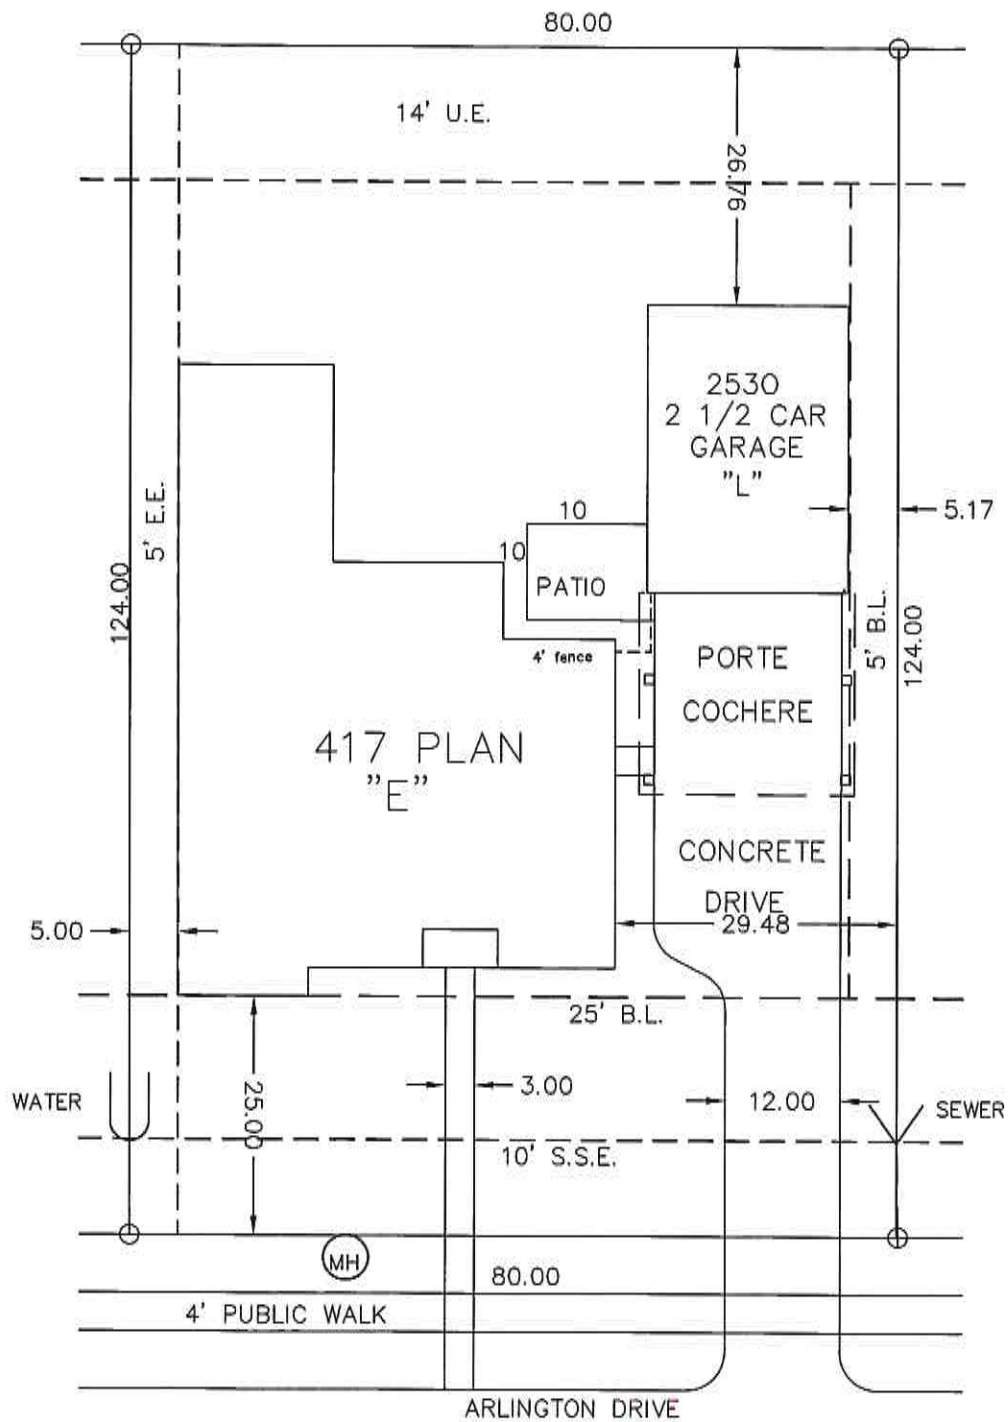 80.00
14' U.E.
26.76
2530
2 1/2 CAR
GARAGE
"L"
5.17
5' E.E.
124.00
10
10
PATIO
5' B.L.
124.00
4' fence
PORTE
COCHERE
417 PLAN
"E"
CONCRETE
DRIVE
29.48
5.00
25' B.L.
3.00
12.00
WATER
25.00
SEWER
10' S.S.E.
MH
80.00
4' PUBLIC WALK
ARLINGTON DRIVE